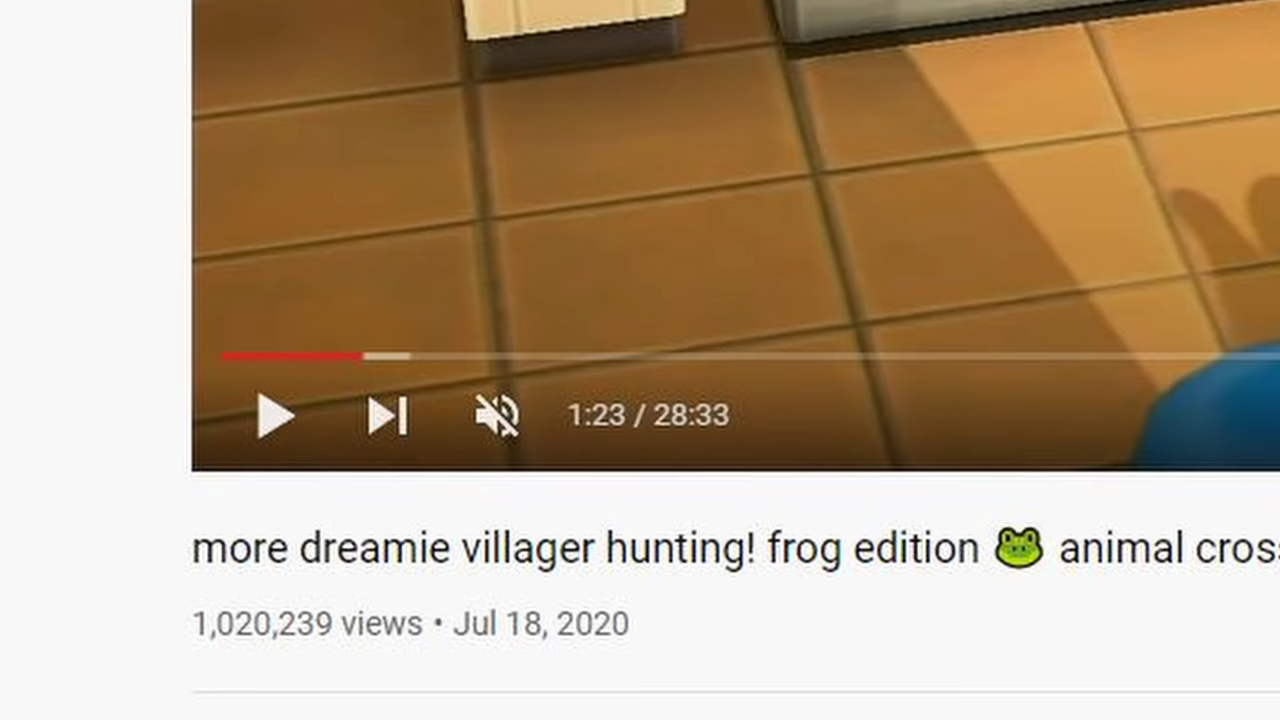 1:23 / 28:33
more dreamie villager hunting! frog edition 🐸 animal cross
1,020,239 views • Jul 18, 2020